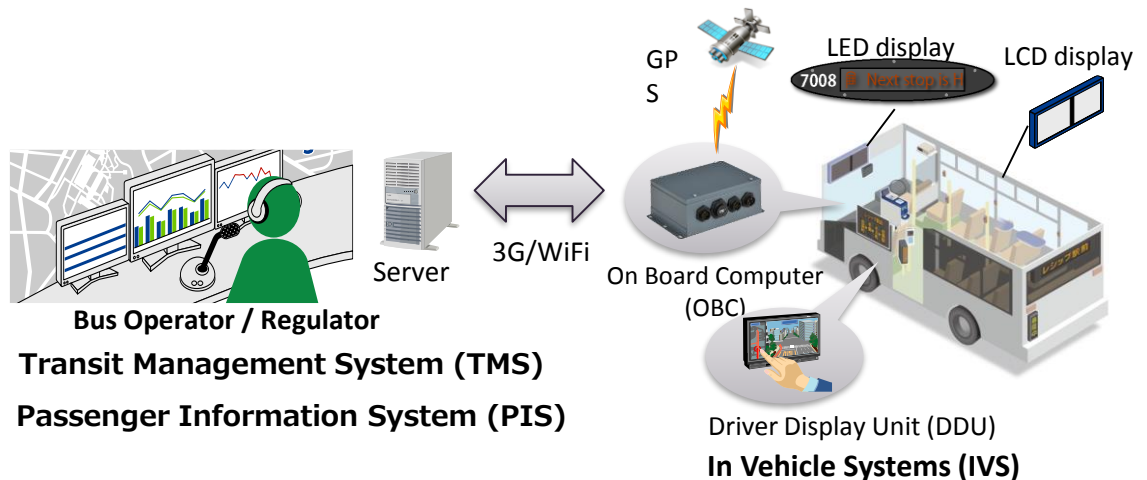 GP
S
LED display
LCD display
7008
Next stop is H
Server
3G/WiFi
On Board Computer
(OBC)
Bus Operator / Regulator
Transit Management System (TMS)
Passenger Information System (PIS)
Driver Display Unit (DDU)
In Vehicle Systems (IVS)